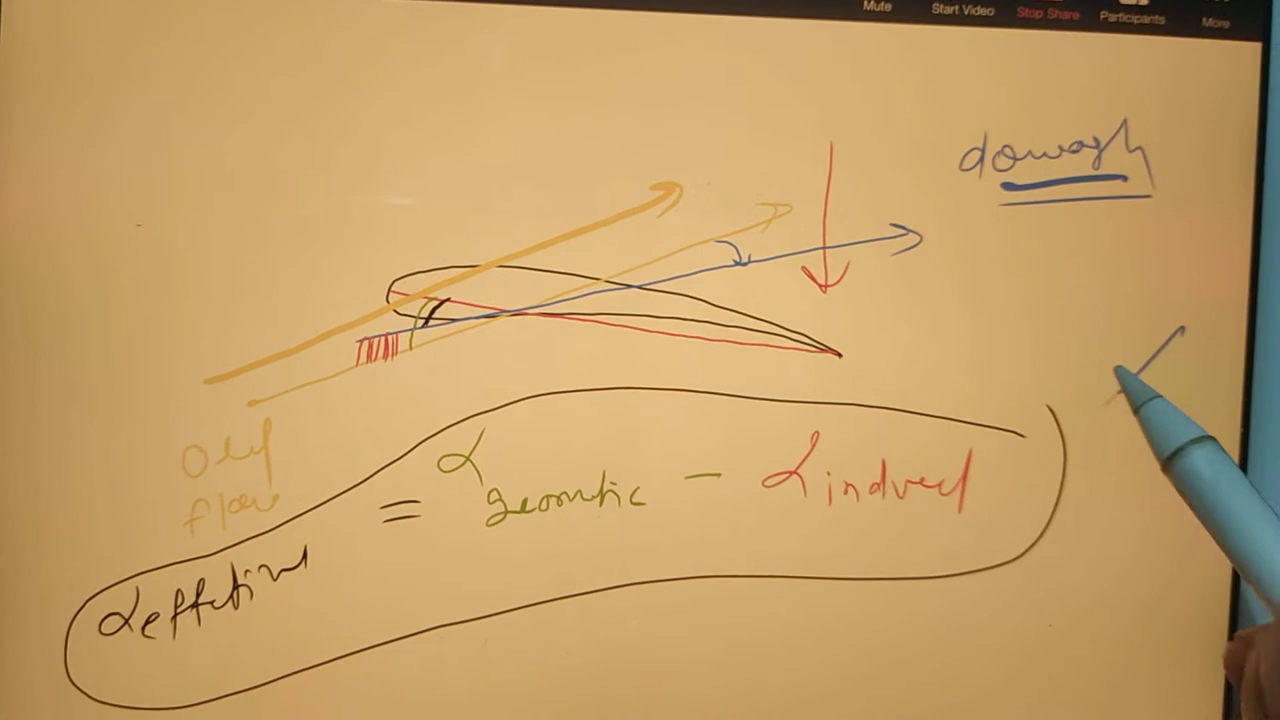 Mute Start Video Stop Share Participants More
dowash
Old
flow
αeffective = αgeometric - αinduced